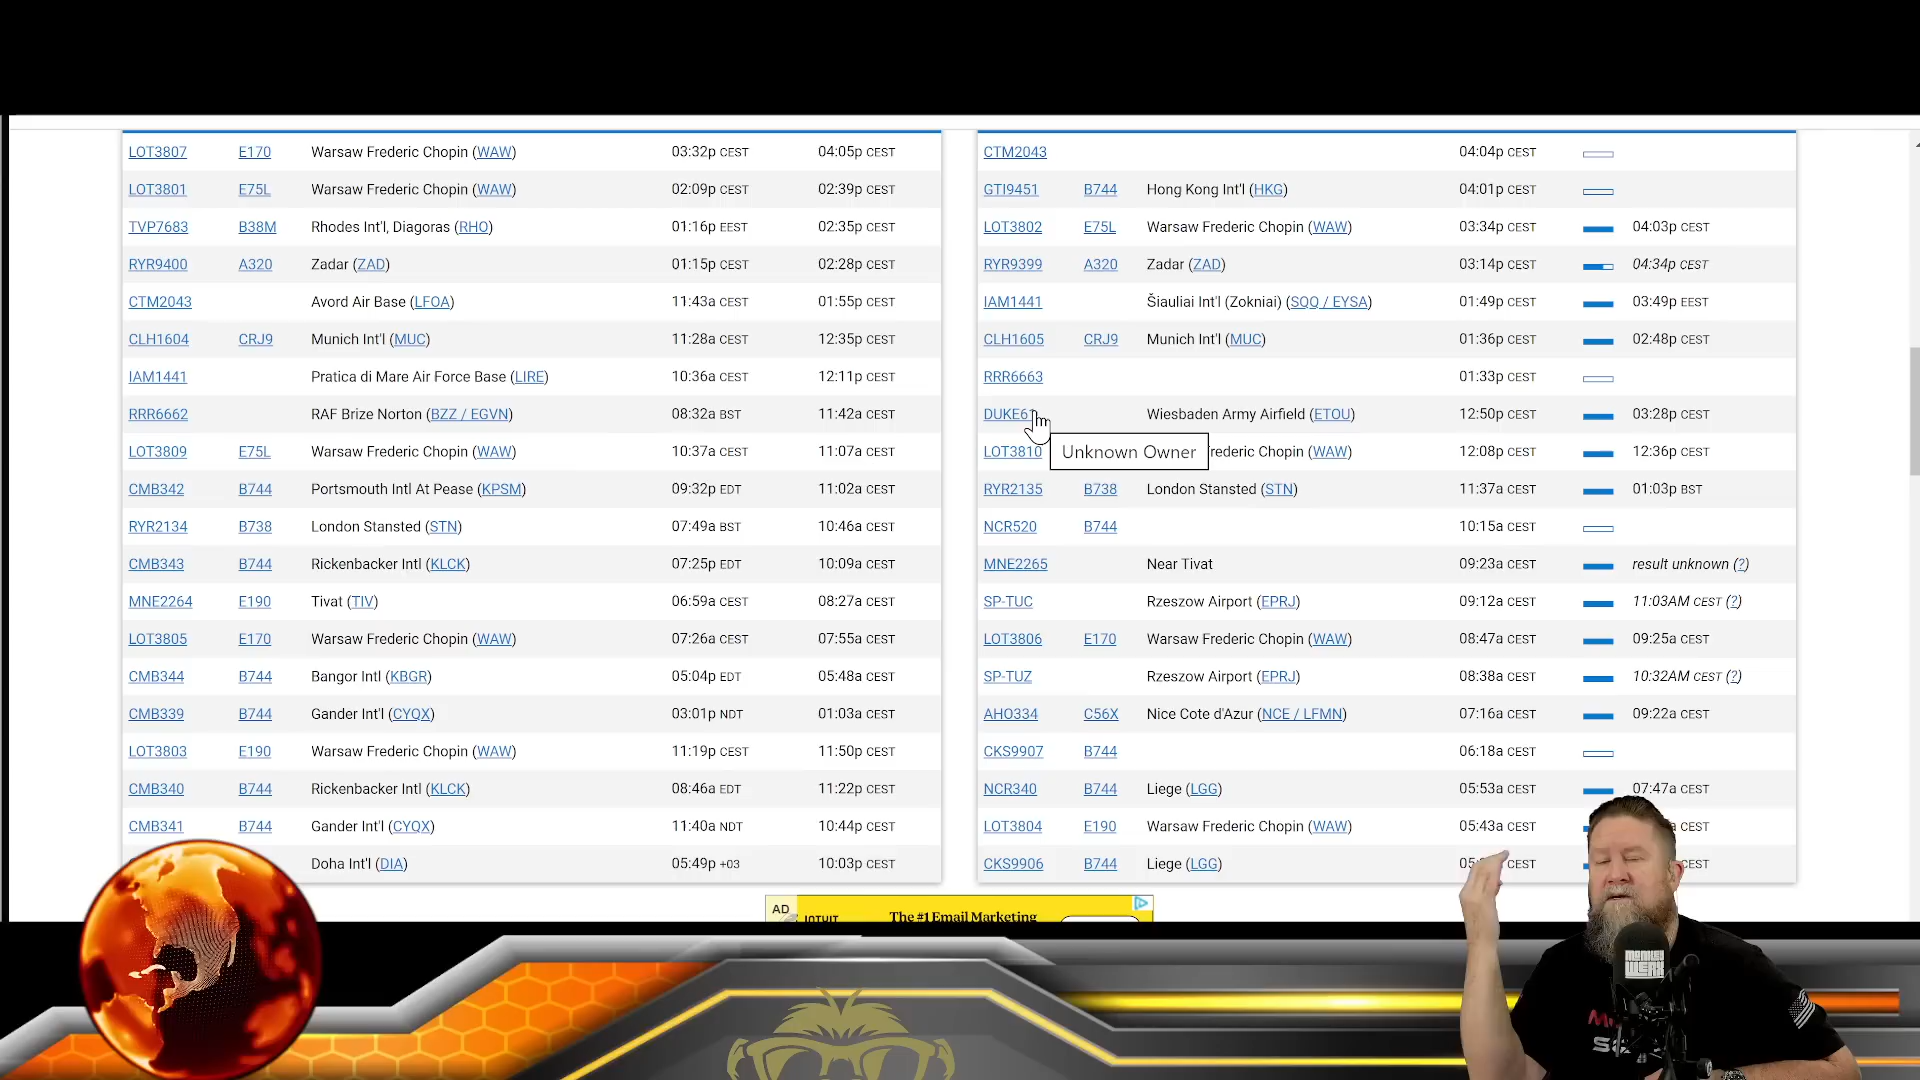 LOT3807 E170 Warsaw Frederic Chopin (WAW) 03:32p CEST 04:05p CEST
LOT3801 E75L Warsaw Frederic Chopin (WAW) 02:09p CEST 02:39p CEST
TVP7683 B38M Rhodes Int'l, Diagoras (RHO) 01:16p EEST 02:35p CEST
RYR9400 A320 Zadar (ZAD) 01:15p CEST 02:28p CEST
CTM2043 Avord Air Base (LFOA) 11:43a CEST 01:55p CEST
CLH1604 CRJ9 Munich Int'l (MUC) 11:28a CEST 12:35p CEST
IAM1441 Pratica di Mare Air Force Base (LIRE) 10:36a CEST 12:11p CEST
RRR6662 RAF Brize Norton (BZZ / EGVN) 08:32a BST 11:42a CEST
LOT3809 E75L Warsaw Frederic Chopin (WAW) 10:37a CEST 11:07a CEST
CMB342 B744 Portsmouth Intl At Pease (KPSM) 09:32p EDT 11:02a CEST
RYR2134 B738 London Stansted (STN) 07:49a BST 10:46a CEST
CMB343 B744 Rickenbacker Intl (KLCK) 07:25p EDT 10:09a CEST
MNE2264 E190 Tivat (TIV) 06:59a CEST 08:27a CEST
LOT3805 E170 Warsaw Frederic Chopin (WAW) 07:26a CEST 07:55a CEST
CMB344 B744 Bangor Intl (KBGR) 05:04p EDT 05:48a CEST
CMB339 B744 Gander Int'l (CYQX) 03:01p NDT 01:03a CEST
LOT3803 E190 Warsaw Frederic Chopin (WAW) 11:19p CEST 11:50p CEST
CMB340 B744 Rickenbacker Intl (KLCK) 08:46a EDT 11:22p CEST
CMB341 B744 Gander Int'l (CYQX) 11:40a NDT 10:44p CEST
Doha Int'l (DIA) 05:49p +03 10:03p CEST
CTM2043 04:04p CEST
GTI9451 B744 Hong Kong Int'l (HKG) 04:01p CEST
LOT3802 E75L Warsaw Frederic Chopin (WAW) 03:34p CEST 04:03p CEST
RYR9399 A320 Zadar (ZAD) 03:14p CEST 04:34p CEST
IAM1441 Šiauliai Int'l (Zokniai) (SQQ / EYSA) 01:49p CEST 03:49p EEST
CLH1605 CRJ9 Munich Int'l (MUC) 01:36p CEST 02:48p CEST
RRR6663 01:33p CEST
Wiesbaden Army Airfield (ETOU) 12:50p CEST 03:28p CEST
Unknown Owner
LOT3810 rederic Chopin (WAW) 12:08p CEST 12:36p CEST
RYR2135 B738 London Stansted (STN) 11:37a CEST 01:03p BST
NCR520 B744 10:15a CEST
MNE2265 Near Tivat 09:23a CEST result unknown (?)
SP-TUC Rzeszow Airport (EPRJ) 09:12a CEST 11:03AM CEST (?)
LOT3806 E170 Warsaw Frederic Chopin (WAW) 08:47a CEST 09:25a CEST
SP-TUZ Rzeszow Airport (EPRJ) 08:38a CEST 10:32AM CEST (?)
AHO334 C56X Nice Cote d'Azur (NCE / LFMN) 07:16a CEST 09:22a CEST
CKS9907 B744 06:18a CEST
NCR340 B744 Liege (LGG) 05:53a CEST 07:47a CEST
LOT3804 E190 Warsaw Frederic Chopin (WAW) 05:43a CEST CEST
CKS9906 B744 Liege (LGG) CEST CEST
AD
INTUIT
The #1 Email Marketing